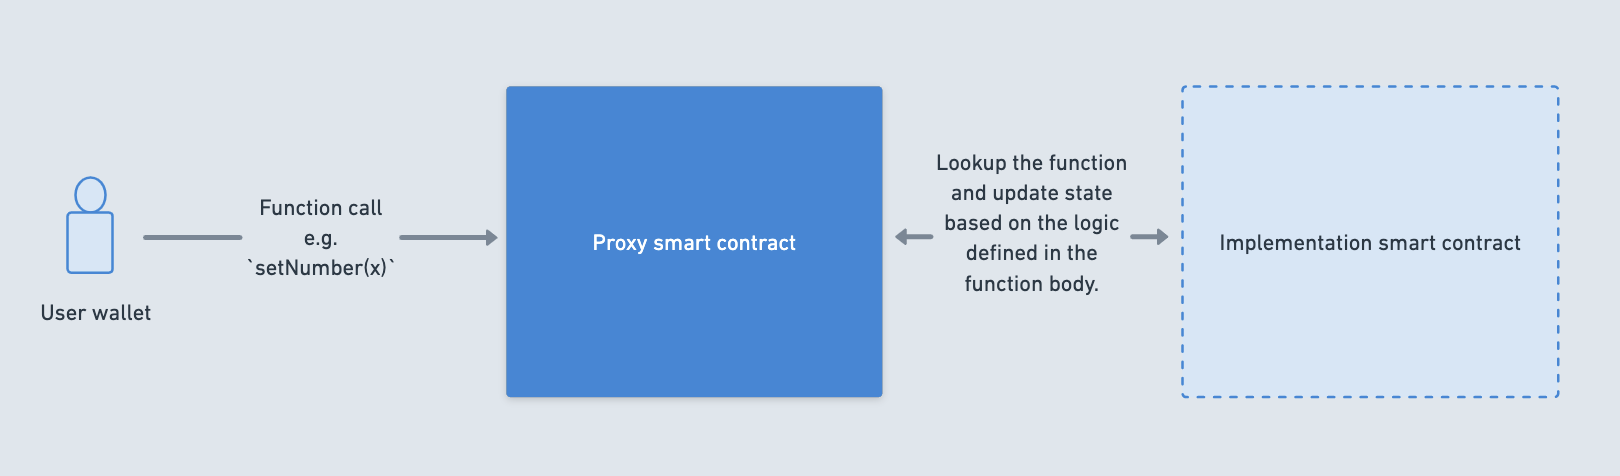 User wallet
Function call
e.g.
`setNumber(x)`
Proxy smart contract
Lookup the function
and update state
based on the logic
defined in the
function body.
Implementation smart contract